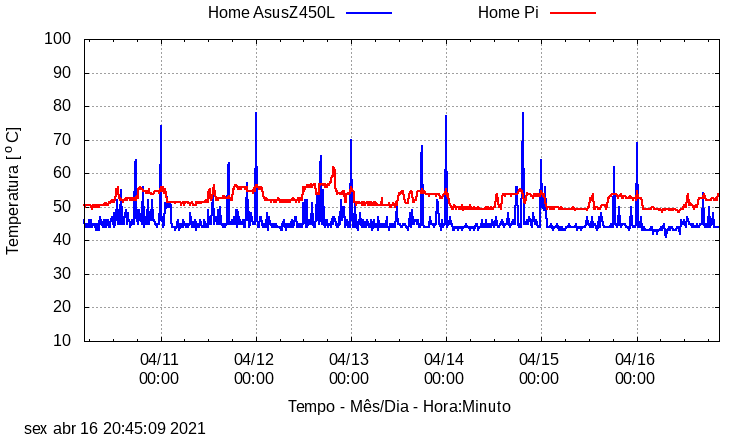 Home AsusZ450L Home Pi
100
90
80
70
60
50
40
30
20
10
Temperatura [ º C]
04/11 04/12 04/13 04/14 04/15 04/16
00:00 00:00 00:00 00:00 00:00 00:00
Tempo - Mês/Dia - Hora:Minuto
sex abr 16 20:45:09 2021